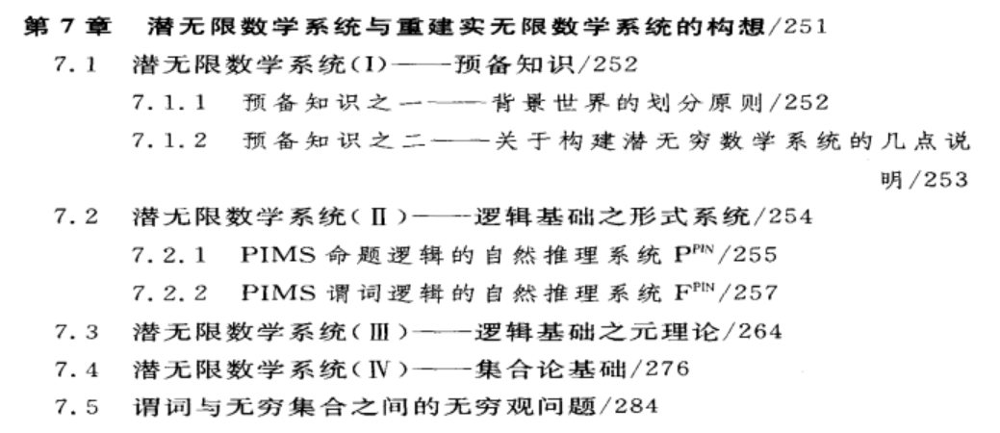 第 7 章 潜无限数学系统与重建实无限数学系统的构想/251
7.1 潜无限数学系统(Ⅰ)——预备知识/252
7.1.1 预备知识之一——背景世界的划分原则/252
7.1.2 预备知识之二——关于构建潜无穷数学系统的几点说
明/253
7.2 潜无限数学系统(Ⅱ)——逻辑基础之形式系统/254
7.2.1 PIMS 命题逻辑的自然推理系统 Pᴾᴵᴺ/255
7.2.2 PIMS 谓词逻辑的自然推理系统 Fᴾᴵᴺ/257
7.3 潜无限数学系统(Ⅲ)——逻辑基础之元理论/264
7.4 潜无限数学系统(Ⅳ)——集合论基础/276
7.5 谓词与无穷集合之间的无穷观问题/284